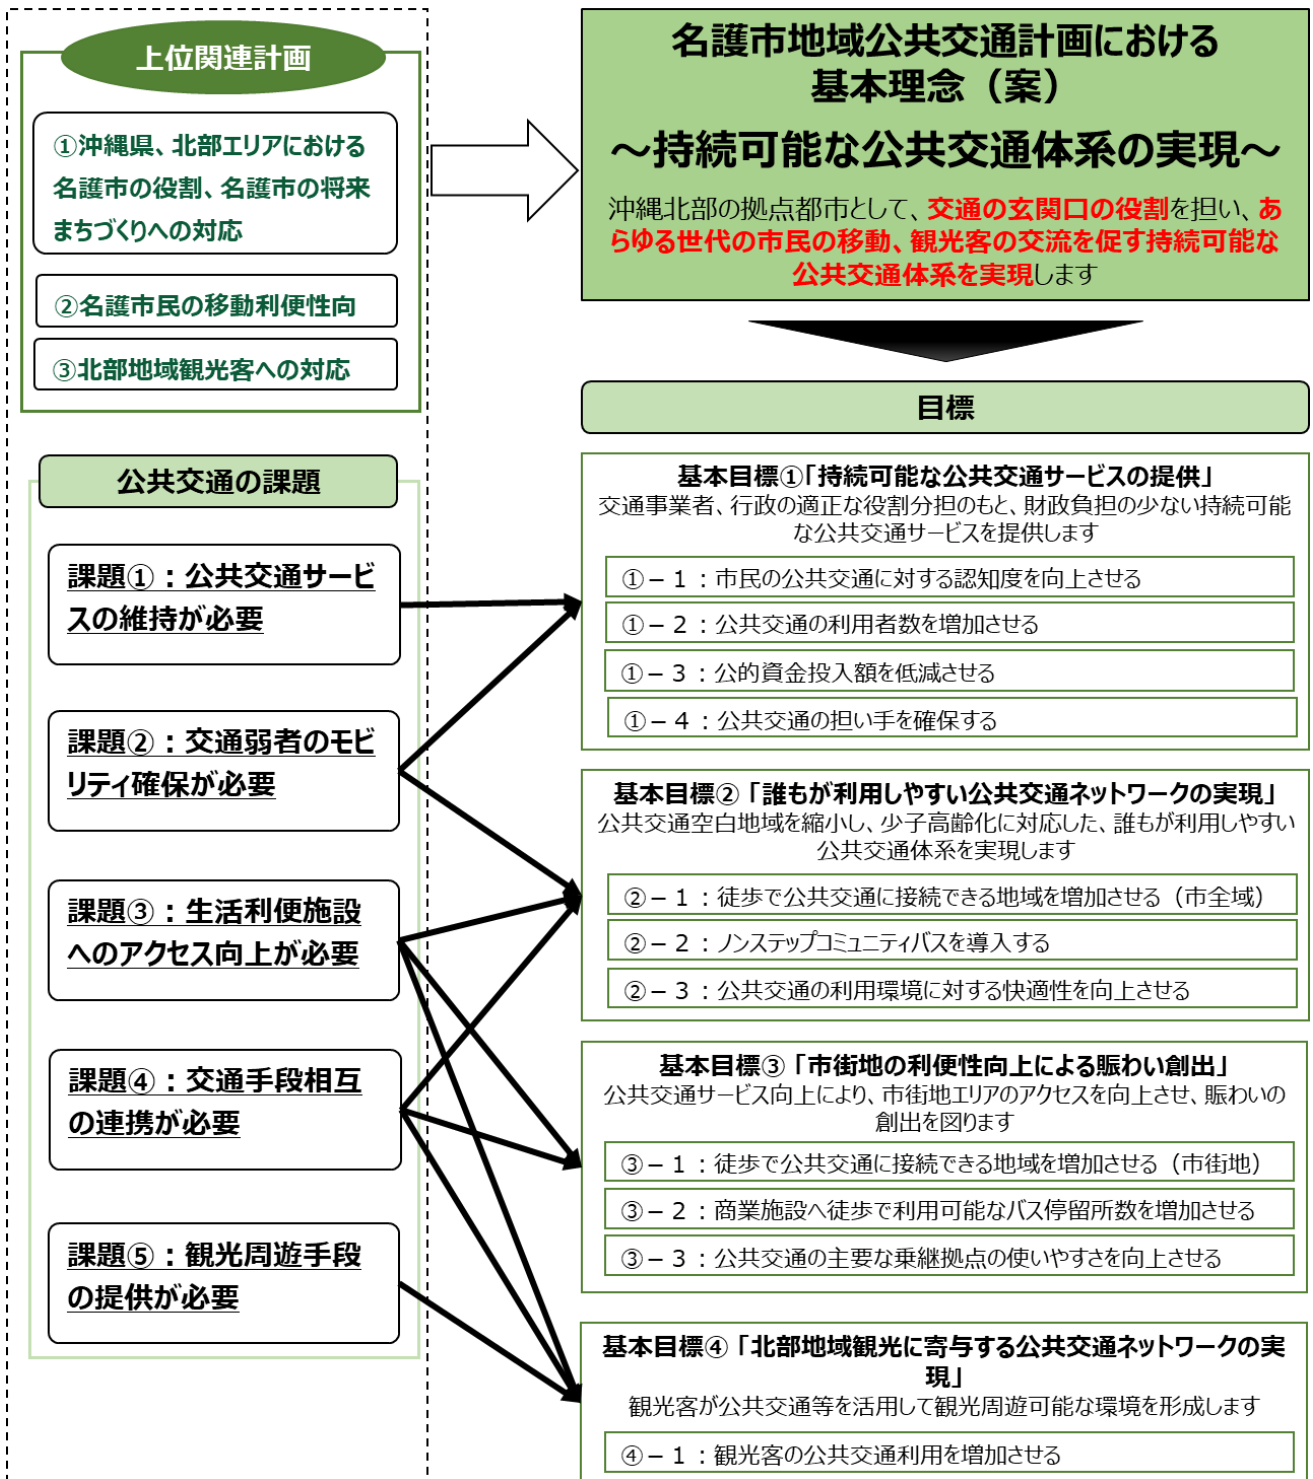 上位関連計画
①沖縄県、北部エリアにおける
名護市の役割、名護市の将来
まちづくりへの対応
②名護市民の移動利便性向
③北部地域観光客への対応
公共交通の課題
課題①：公共交通サービ
スの維持が必要
課題②：交通弱者のモビ
リティ確保が必要
課題③：生活利便施設
へのアクセス向上が必要
課題④：交通手段相互
の連携が必要
課題⑤：観光周遊手段
の提供が必要
名護市地域公共交通計画における
基本理念（案）
～持続可能な公共交通体系の実現～
沖縄北部の拠点都市として、交通の玄関口の役割を担い、あ
らゆる世代の市民の移動、観光客の交流を促す持続可能な
公共交通体系を実現します
目標
基本目標①「持続可能な公共交通サービスの提供」
交通事業者、行政の適正な役割分担のもと、財政負担の少ない持続可能
な公共交通サービスを提供します
①－１：市民の公共交通に対する認知度を向上させる
①－２：公共交通の利用者数を増加させる
①－３：公的資金投入額を低減させる
①－４：公共交通の担い手を確保する
基本目標②「誰もが利用しやすい公共交通ネットワークの実現」
公共交通空白地域を縮小し、少子高齢化に対応した、誰もが利用しやすい
公共交通体系を実現します
②－１：徒歩で公共交通に接続できる地域を増加させる（市全域）
②－２：ノンステップコミュニティバスを導入する
②－３：公共交通の利用環境に対する快適性を向上させる
基本目標③「市街地の利便性向上による賑わい創出」
公共交通サービス向上により、市街地エリアのアクセスを向上させ、賑わいの
創出を図ります
③－１：徒歩で公共交通に接続できる地域を増加させる（市街地）
③－２：商業施設へ徒歩で利用可能なバス停留所数を増加させる
③－３：公共交通の主要な乗継拠点の使いやすさを向上させる
基本目標④「北部地域観光に寄与する公共交通ネットワークの実
現」
観光客が公共交通等を活用して観光周遊可能な環境を形成します
④－１：観光客の公共交通利用を増加させる